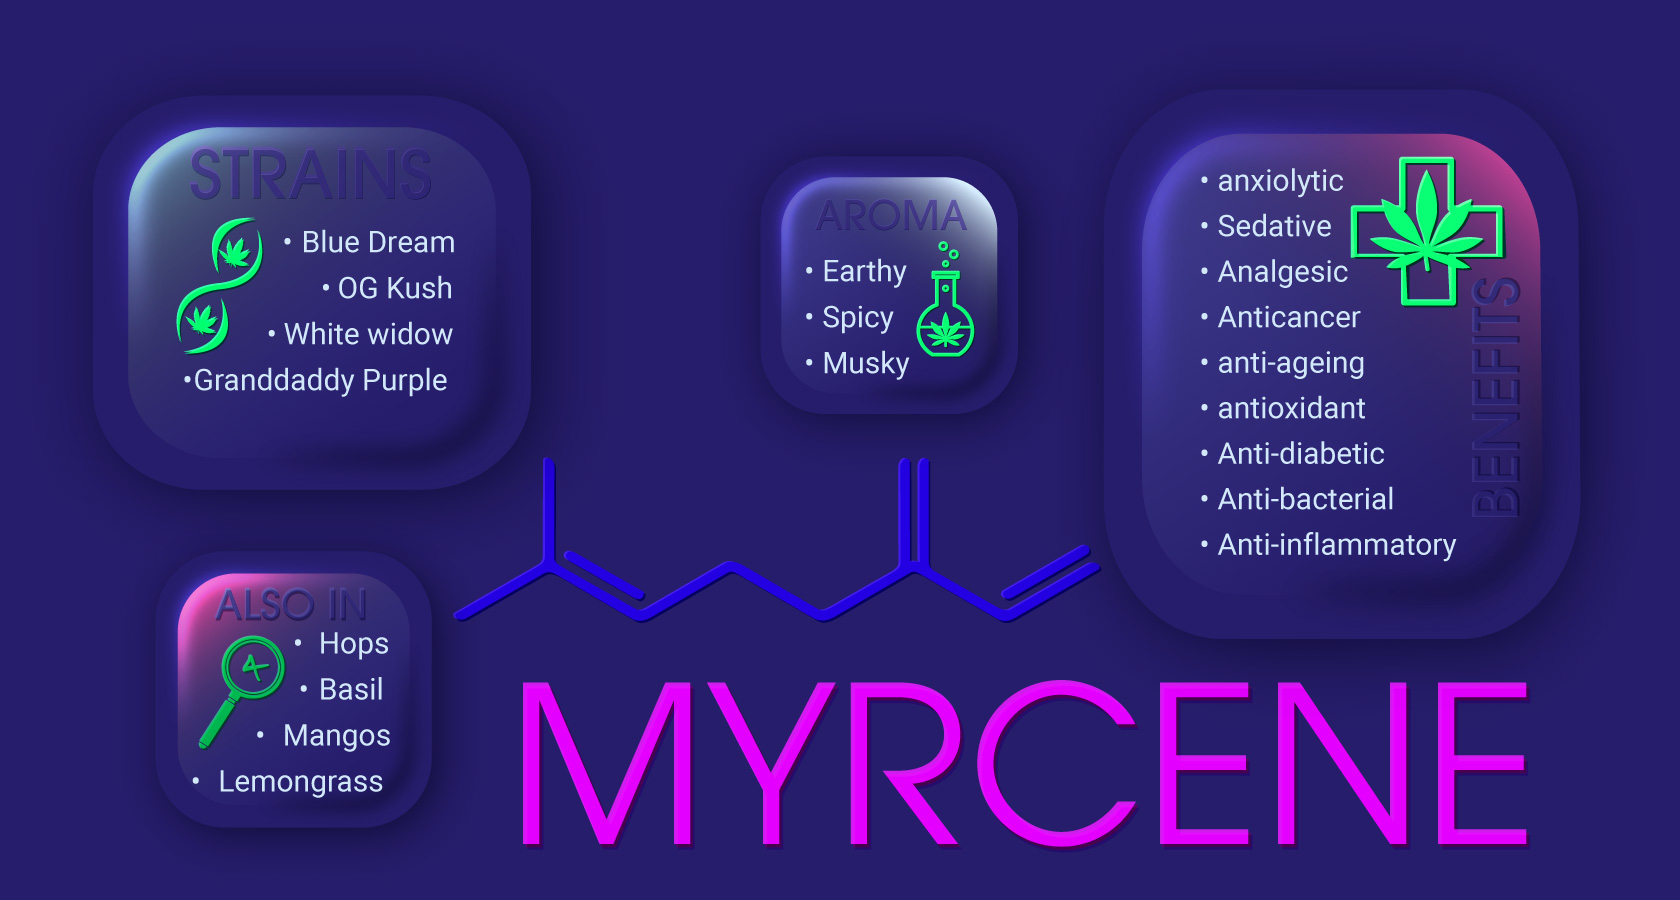 STRAINS
• Blue Dream
• OG Kush
• White widow
•Granddaddy Purple
AROMA
• Earthy
• Spicy
• Musky
• anxiolytic
• Sedative
• Analgesic
• Anticancer
• anti-ageing
• antioxidant
• Anti-diabetic
• Anti-bacterial
• Anti-inflammatory
BENEFITS
ALSO IN
• Hops
• Basil
• Mangos
• Lemongrass
MYRCENE